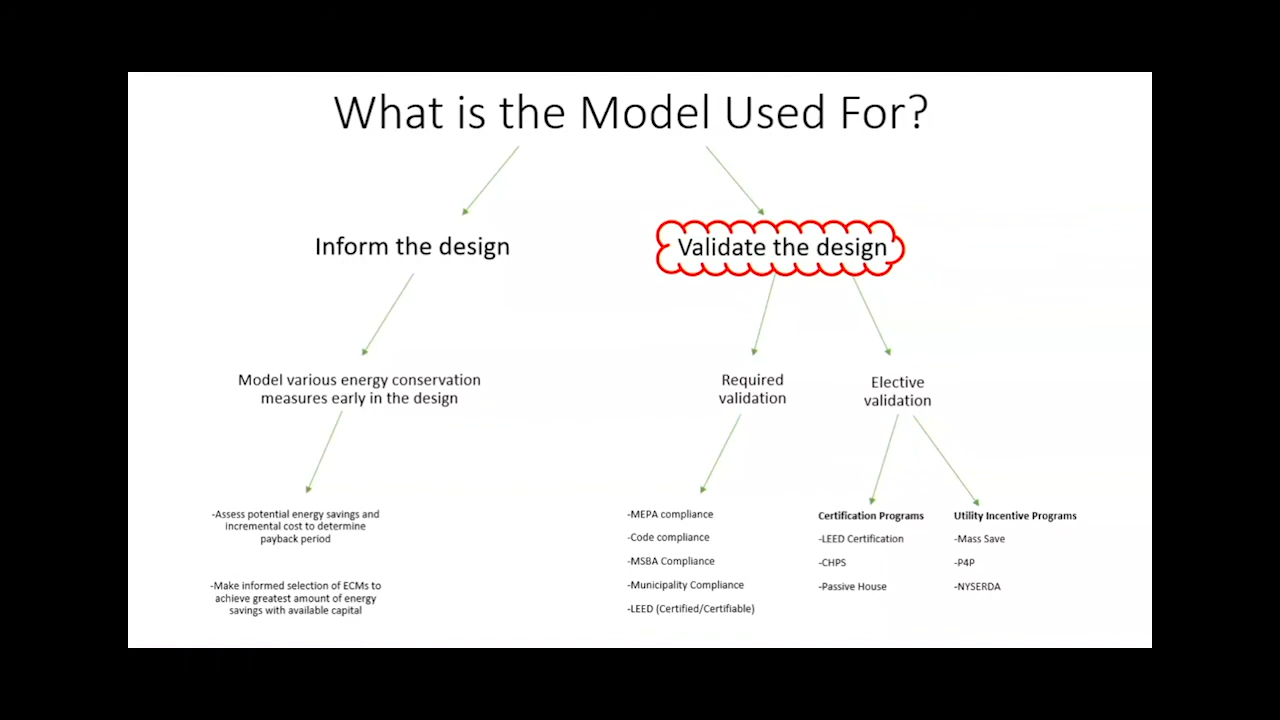 What is the Model Used For?
Inform the design
Validate the design
Model various energy conservation
measures early in the design
Required
validation
Elective
validation
-Assess potential energy savings and
incremental cost to determine
payback period
-Make informed selection of ECMs to
achieve greatest amount of energy
savings with available capital
-MEPA compliance
-Code compliance
-MSBA Compliance
-Municipality Compliance
-LEED (Certified/Certifiable)
Certification Programs
-LEED Certification
-CHPS
-Passive House
Utility Incentive Programs
-Mass Save
-P4P
-NYSERDA